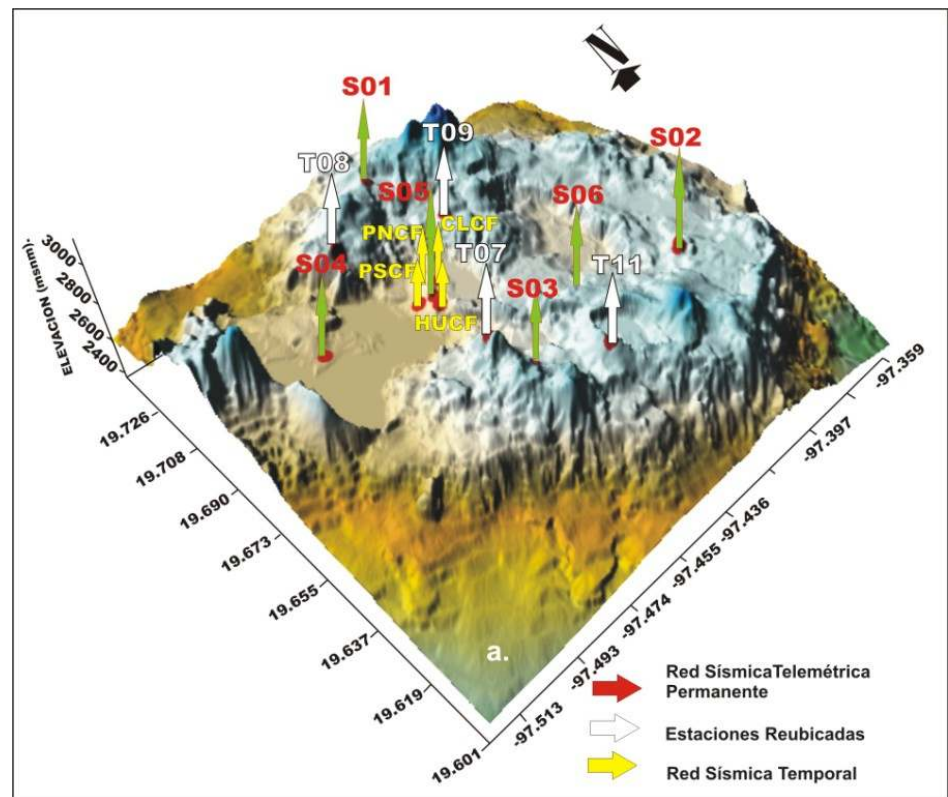 N
S01
T09
S02
T08
S05
S06
PNCF
CLCF
T07
S04
PSCF
T11
S03
HUCF
ELEVACION (msnm).
3000
2800
2600
2400
19.726
19.708
19.690
19.673
19.655
19.637
19.619
19.601
-97.359
-97.397
-97.436
-97.455
-97.474
-97.493
-97.513
a.
Red SísmicaTelemétrica
Permanente
Estaciones Reubicadas
Red Sísmica Temporal